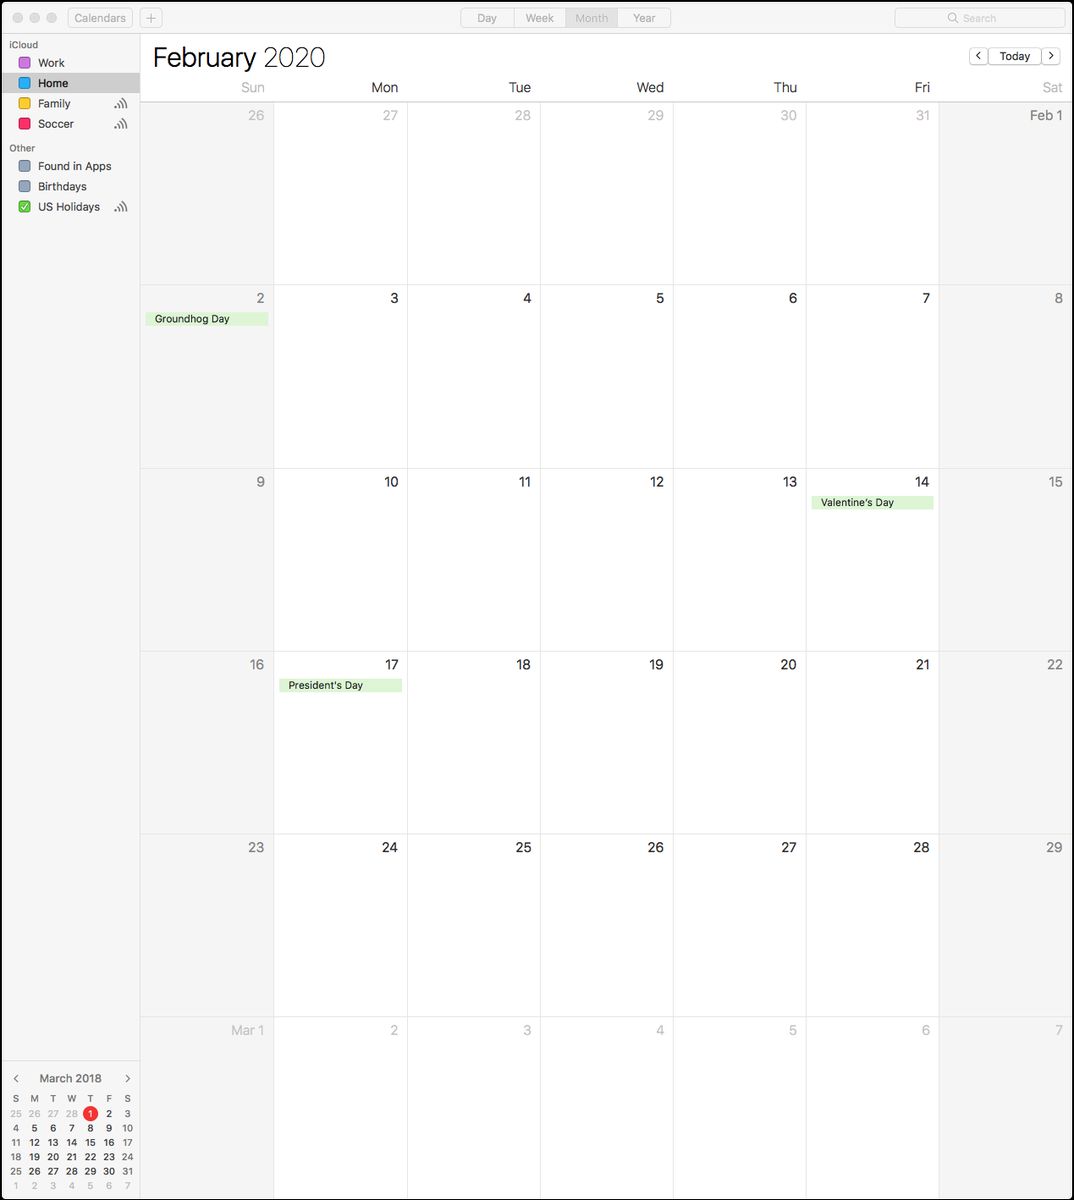 Calendars + Day Week Month Year Search
iCloud
Work
Home
Family
Soccer
Other
Found in Apps
Birthdays
US Holidays
February 2020
< Today >
Sun Mon Tue Wed Thu Fri Sat
26 27 28 29 30 31 Feb 1
2 3 4 5 6 7 8
Groundhog Day
9 10 11 12 13 14 15
Valentine's Day
16 17 18 19 20 21 22
President's Day
23 24 25 26 27 28 29
Mar 1 2 3 4 5 6 7
< March 2018 >
S M T W T F S
25 26 27 28 1 2 3
4 5 6 7 8 9 10
11 12 13 14 15 16 17
18 19 20 21 22 23 24
25 26 27 28 29 30 31
1 2 3 4 5 6 7